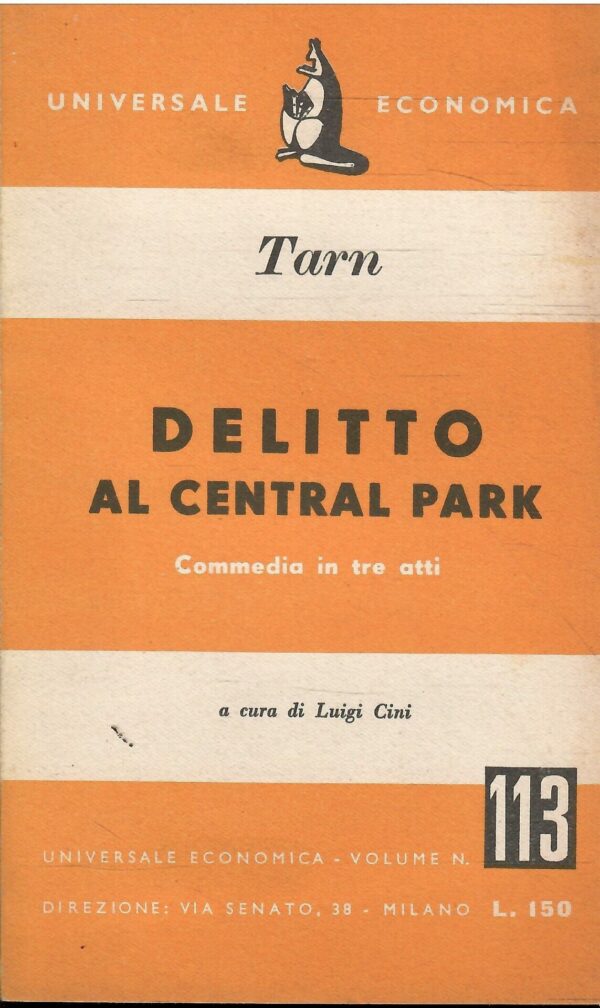 UNIVERSALE ECONOMICA
Tarn
DELITTO
AL CENTRAL PARK
Commedia in tre atti
a cura di Luigi Cini
113
UNIVERSALE ECONOMICA - VOLUME N.
DIREZIONE: VIA SENATO, 38 - MILANO L. 150